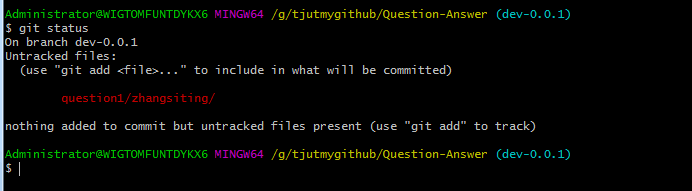 Administrator@WIGTOMFUNTDYKX6 MINGW64 /g/tjutmygithub/Question-Answer (dev-0.0.1)
$ git status
On branch dev-0.0.1
Untracked files:
  (use "git add <file>..." to include in what will be committed)
        question1/zhangsiting/
nothing added to commit but untracked files present (use "git add" to track)
Administrator@WIGTOMFUNTDYKX6 MINGW64 /g/tjutmygithub/Question-Answer (dev-0.0.1)
$